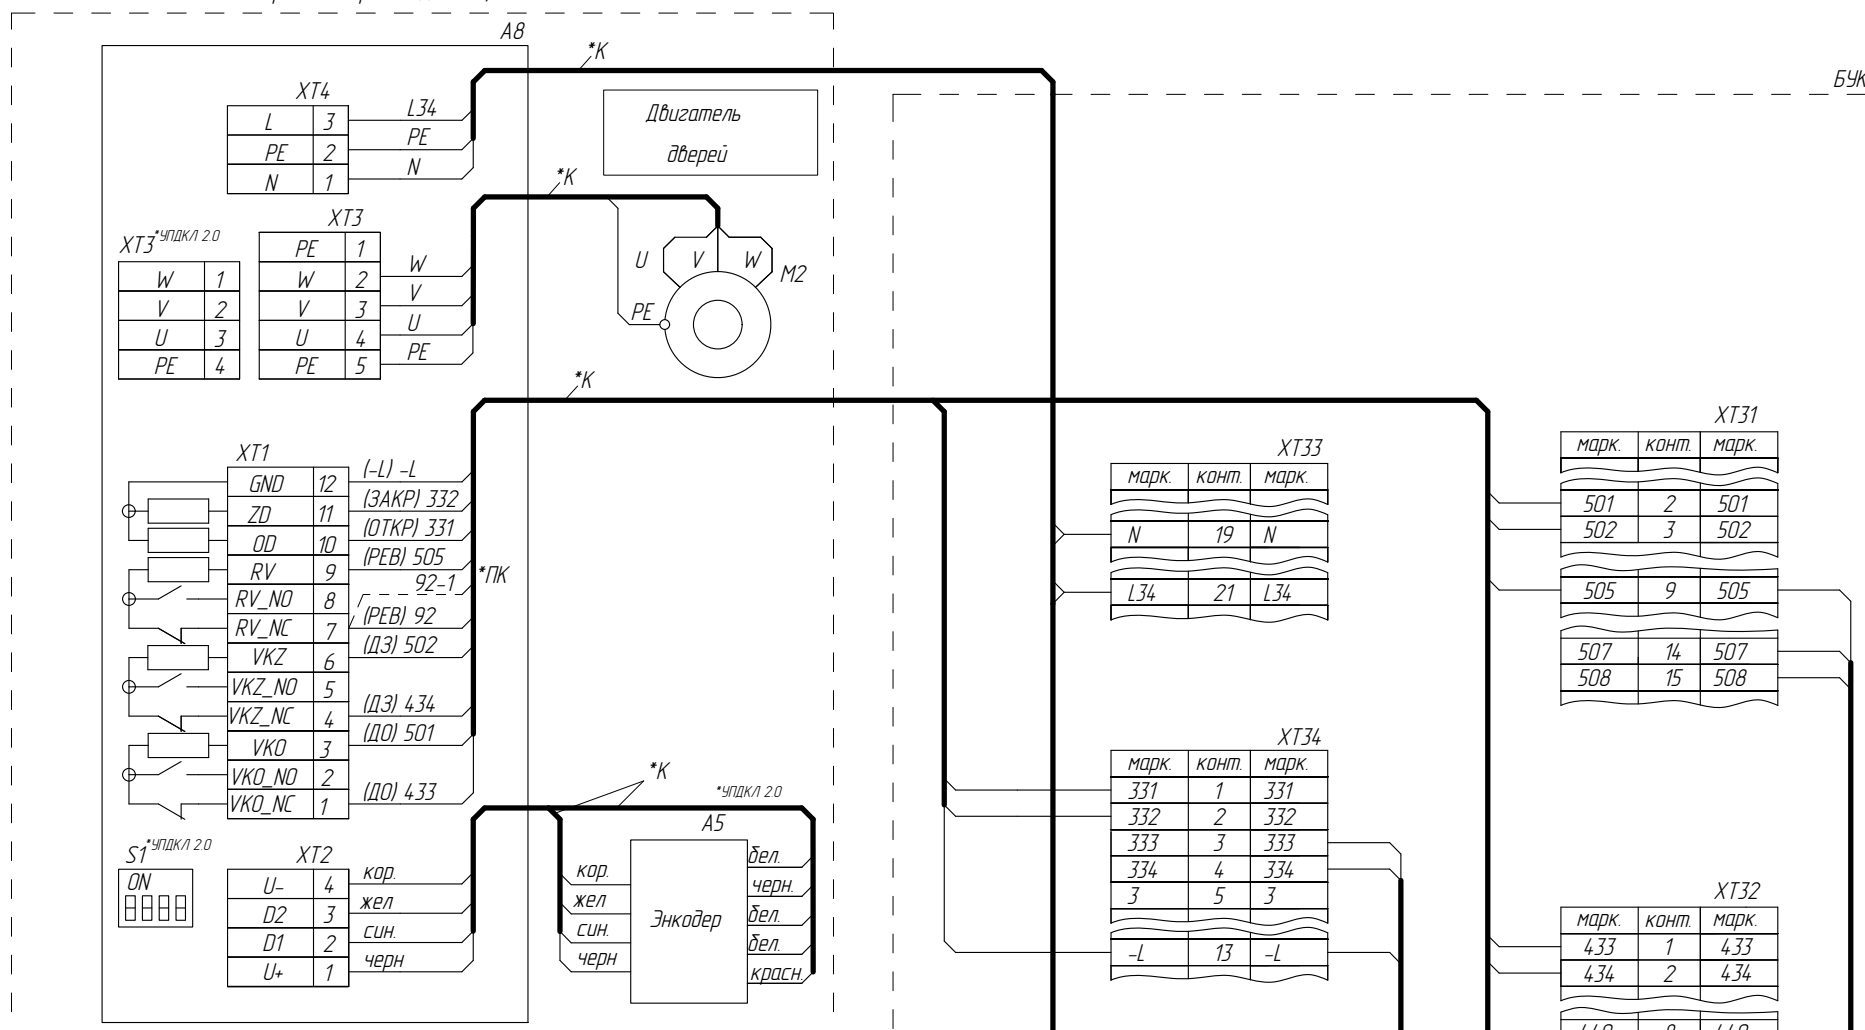 А8
*К
БУК
XT4
L 3 L34
PE 2 PE
N 1 N
Двигатель
дверей
*К
XT3
XT3 *УПДКЛ 2.0
PE 1
W 2 W
V 3 V
U 4 U
PE 5 PE
W 1
V 2
U 3
PE 4
U V W
M2
PE
*К
XT1
GND 12 (-L) -L
ZD 11 (ЗАКР) 332
OD 10 (ОТКР) 331
RV 9 (РЕВ) 505
RV_NO 8 92-1
*ПК
RV_NC 7 (РЕВ) 92
VKZ 6 (ДЗ) 502
VKZ_NO 5
VKZ_NC 4 (ДЗ) 434
VKO 3 (ДО) 501
VKO_NO 2
VKO_NC 1 (ДО) 433
*К
*УПДКЛ 2.0
А5
S1 *УПДКЛ 2.0
ON
XT2
U- 4 кор.
D2 3 жел
D1 2 син.
U+ 1 черн
кор.
жел
син.
черн
Энкодер
бел.
черн.
бел.
бел.
красн.
XT33
марк. конт. марк.
N 19 N
L34 21 L34
XT34
марк. конт. марк.
331 1 331
332 2 332
333 3 333
334 4 334
3 5 3
-L 13 -L
XT31
марк. конт. марк.
501 2 501
502 3 502
505 9 505
507 14 507
508 15 508
XT32
марк. конт. марк.
433 1 433
434 2 434